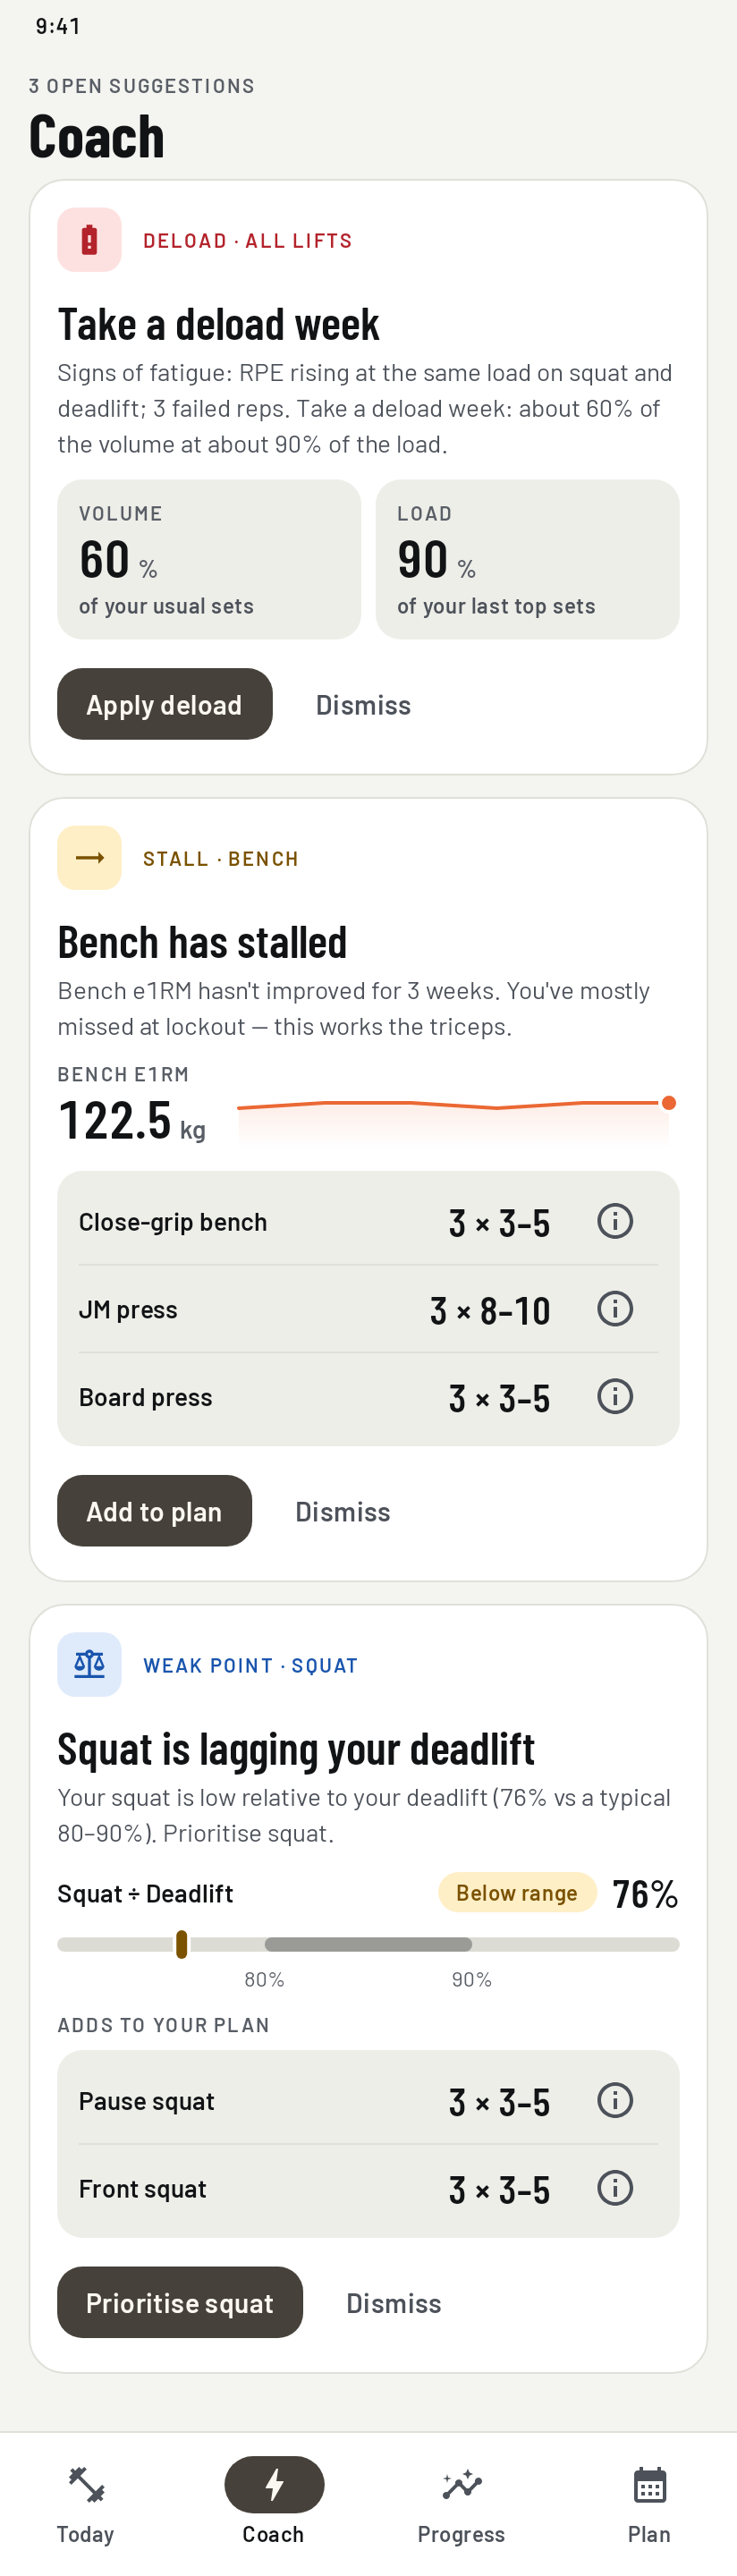 9:41
3 OPEN SUGGESTIONS
Coach
DELOAD · ALL LIFTS
Take a deload week
Signs of fatigue: RPE rising at the same load on squat and
deadlift; 3 failed reps. Take a deload week: about 60% of
the volume at about 90% of the load.
VOLUME
60 %
of your usual sets
LOAD
90 %
of your last top sets
Apply deload
Dismiss
STALL · BENCH
Bench has stalled
Bench e1RM hasn't improved for 3 weeks. You've mostly
missed at lockout — this works the triceps.
BENCH E1RM
122.5 kg
Close-grip bench 3 × 3–5
JM press 3 × 8–10
Board press 3 × 3–5
Add to plan
Dismiss
WEAK POINT · SQUAT
Squat is lagging your deadlift
Your squat is low relative to your deadlift (76% vs a typical
80–90%). Prioritise squat.
Squat ÷ Deadlift Below range 76%
80% 90%
ADDS TO YOUR PLAN
Pause squat 3 × 3–5
Front squat 3 × 3–5
Prioritise squat
Dismiss
Today Coach Progress Plan